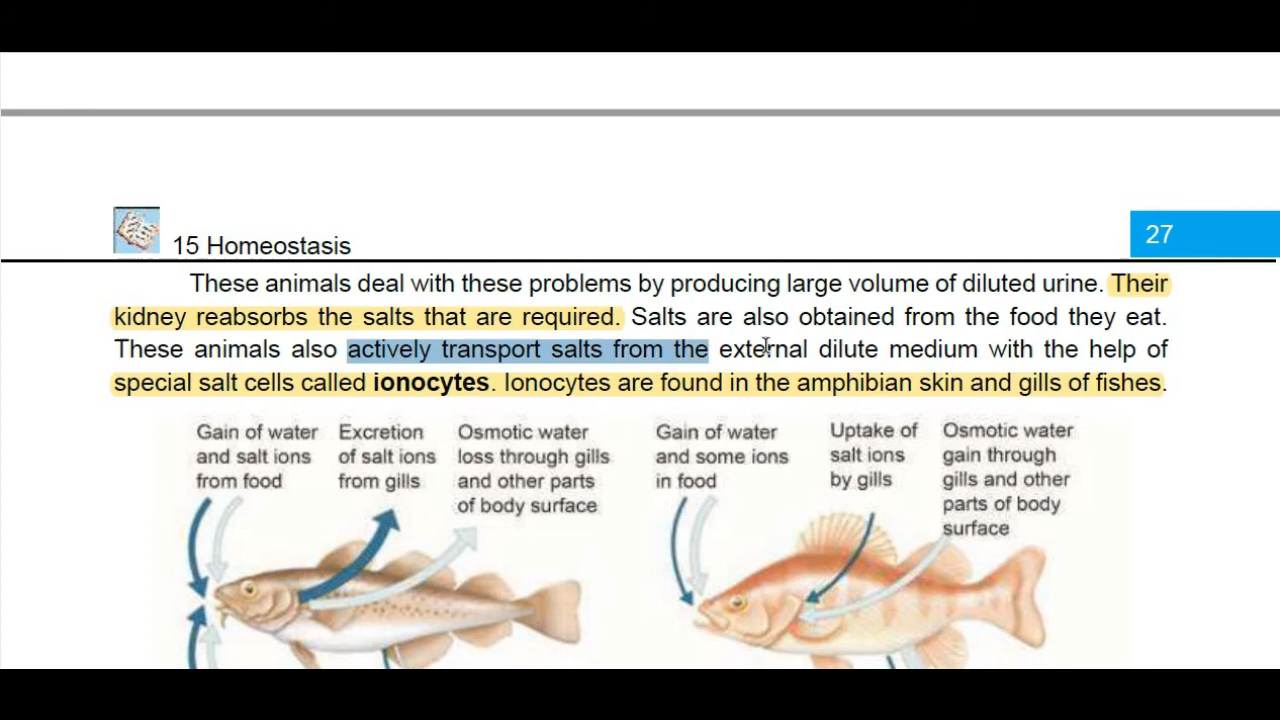 15 Homeostasis
27
These animals deal with these problems by producing large volume of diluted urine. Their
kidney reabsorbs the salts that are required. Salts are also obtained from the food they eat.
These animals also actively transport salts from the external dilute medium with the help of
special salt cells called ionocytes. Ionocytes are found in the amphibian skin and gills of fishes.
Gain of water
and salt ions
from food
Excretion
of salt ions
from gills
Osmotic water
loss through gills
and other parts
of body surface
Gain of water
and some ions
in food
Uptake of
salt ions
by gills
Osmotic water
gain through
gills and other
parts of body
surface